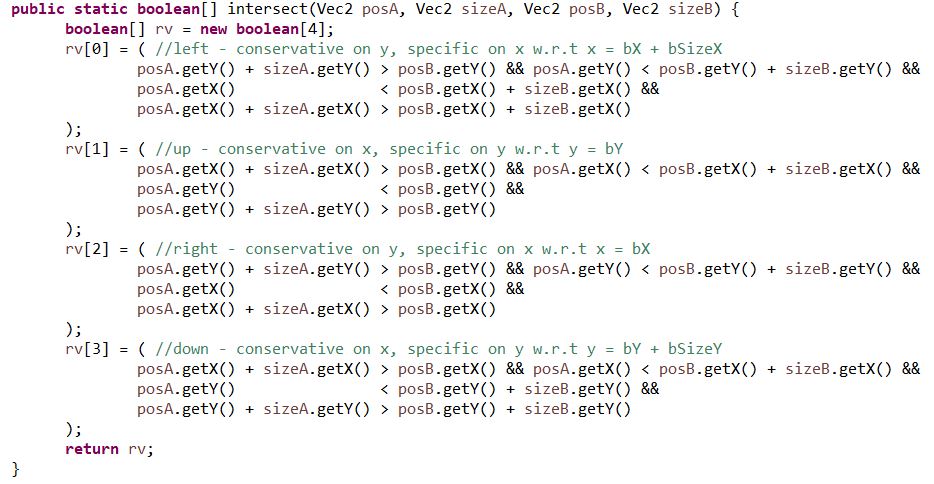 public static boolean[] intersect(Vec2 posA, Vec2 sizeA, Vec2 posB, Vec2 sizeB) {
boolean[] rv = new boolean[4];
rv[0] = ( //left - conservative on y, specific on x w.r.t x = bX + bSizeX
posA.getY() + sizeA.getY() > posB.getY() && posA.getY() < posB.getY() + sizeB.getY() &&
posA.getX() < posB.getX() + sizeB.getX() &&
posA.getX() + sizeA.getX() > posB.getX() + sizeB.getX()
);
rv[1] = ( //up - conservative on x, specific on y w.r.t y = bY
posA.getX() + sizeA.getX() > posB.getX() && posA.getX() < posB.getX() + sizeB.getX() &&
posA.getY() < posB.getY() &&
posA.getY() + sizeA.getY() > posB.getY()
);
rv[2] = ( //right - conservative on y, specific on x w.r.t x = bX
posA.getY() + sizeA.getY() > posB.getY() && posA.getY() < posB.getY() + sizeB.getY() &&
posA.getX() < posB.getX() &&
posA.getX() + sizeA.getX() > posB.getX()
);
rv[3] = ( //down - conservative on x, specific on y w.r.t y = bY + bSizeY
posA.getX() + sizeA.getX() > posB.getX() && posA.getX() < posB.getX() + sizeB.getX() &&
posA.getY() < posB.getY() + sizeB.getY() &&
posA.getY() + sizeA.getY() > posB.getY() + sizeB.getY()
);
return rv;
}